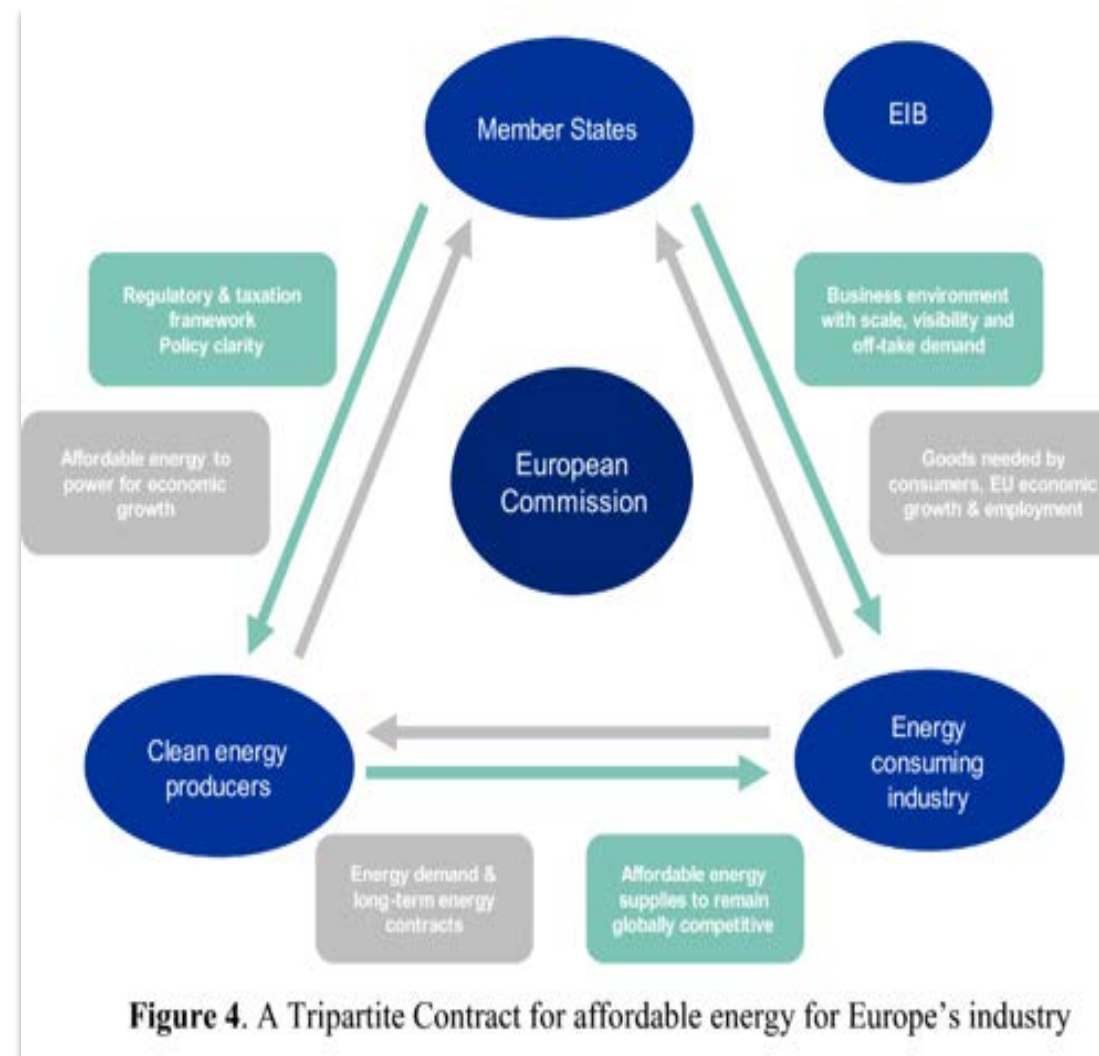 Member States
EIB
Regulatory & taxation
framework
Policy clarity
Business environment
with scale, visibility and
off-take demand
Affordable energy to
power for economic
growth
European
Commission
Goods needed by
consumers, EU economic
growth & employment
Clean energy
producers
Energy
consuming
industry
Energy demand &
long-term energy
contracts
Affordable energy
supplies to remain
globally competitive
Figure 4. A Tripartite Contract for affordable energy for Europe's industry